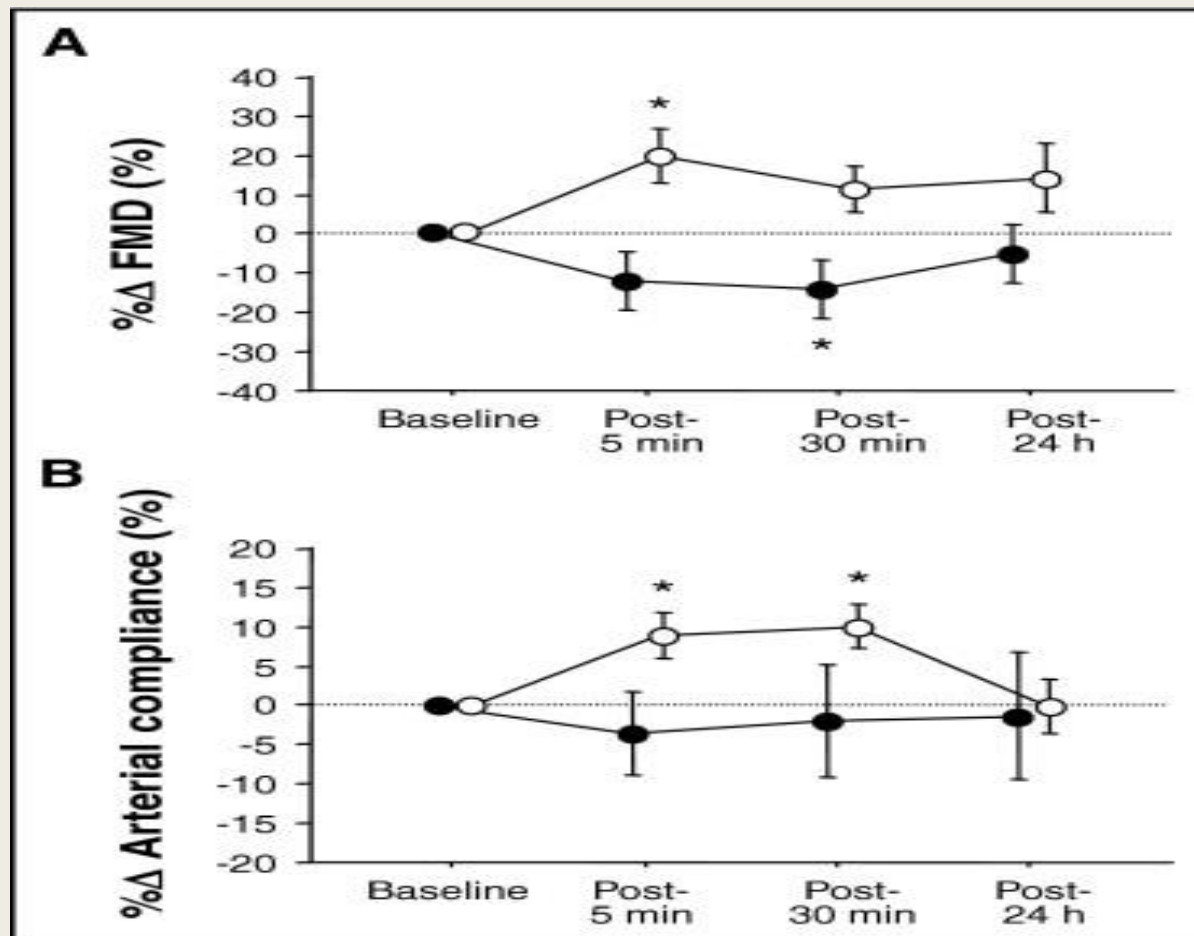 A
%Δ FMD (%)
40
30
20
10
0
-10
-20
-30
-40
*
*
Baseline Post- Post- Post-
5 min 30 min 24 h
B
%Δ Arterial compliance (%)
20
15
10
5
0
-5
-10
-15
-20
* *
Baseline Post- Post- Post-
5 min 30 min 24 h